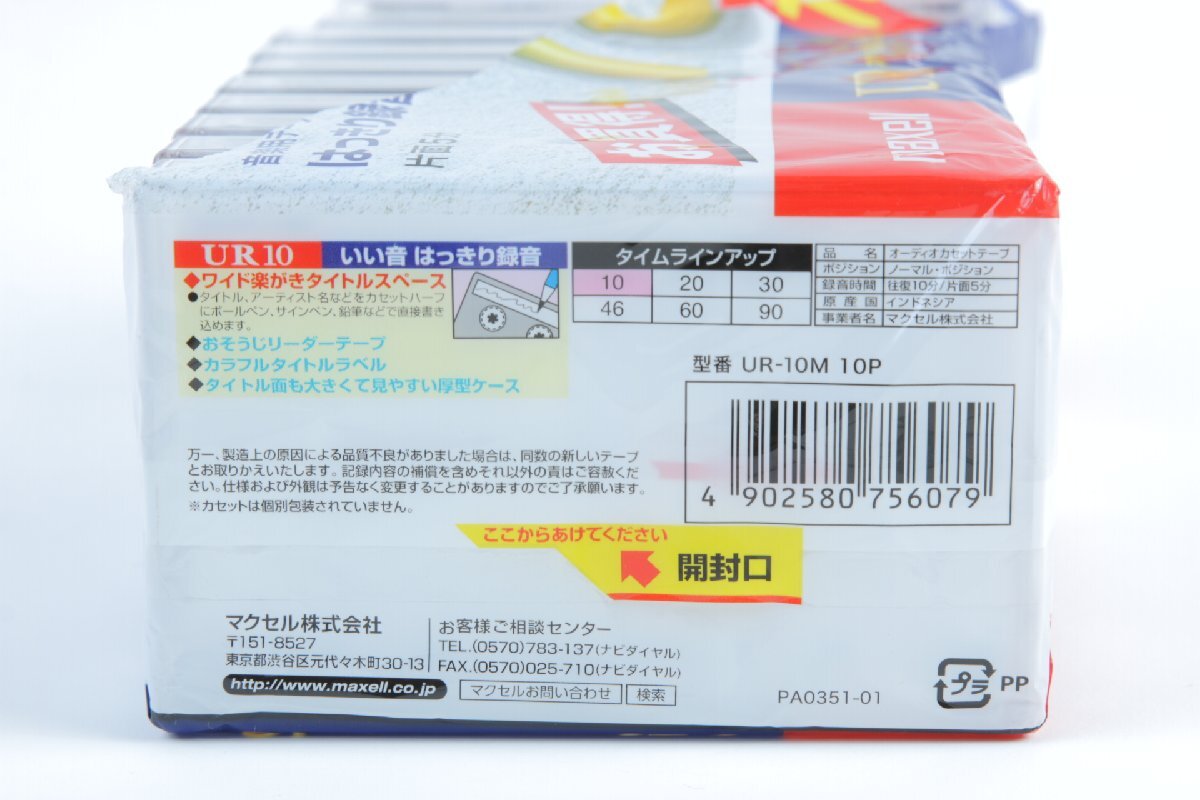 はっきり録音
片面5分
お買得!
maxell
UR10
いい音 はっきり録音
◆ワイド楽がきタイトルスペース
●タイトル、アーティスト名などをカセットハーフ
にボールペン、サインペン、鉛筆などで直接書き
込めます。
◆おそうじリーダーテープ
◆カラフルタイトルラベル
◆タイトル面も大きくて見やすい厚型ケース
タイムラインアップ
10 20 30
46 60 90
品名 オーディオカセットテープ
ポジション ノーマル・ポジション
録音時間 往復10分/片面5分
原産国 インドネシア
事業者名 マクセル株式会社
型番 UR-10M 10P
4 902580 756079
万一、製造上の原因による品質不良がありました場合は、同数の新しいテープ
とお取りかえいたします。記録内容の補償を含めそれ以外の責はご容赦くだ
さい。仕様および外観は予告なく変更することがありますのでご了承願います。
※カセットは個別包装されていません。
ここからあけてください
開封口
マクセル株式会社
〒151-8527
東京都渋谷区元代々木町30-13
http://www.maxell.co.jp
お客様ご相談センター
TEL.(0570)783-137(ナビダイヤル)
FAX.(0570)025-710(ナビダイヤル)
マクセルお問い合わせ 検索
PA0351-01
プラ PP